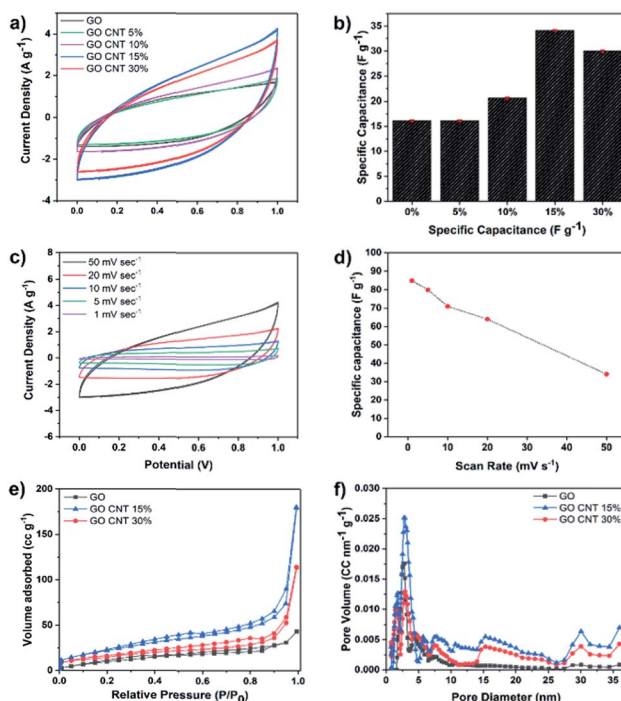 a)
GO
GO CNT 5%
GO CNT 10%
GO CNT 15%
GO CNT 30%
Current Density (A g⁻¹)
4
2
0
-2
-4
0.0 0.2 0.4 0.6 0.8 1.0
b)
Specific Capacitance (F g⁻¹)
35
30
25
20
15
10
5
0
0% 5% 10% 15% 30%
Specific Capacitance (F g⁻¹)
c)
50 mV sec⁻¹
20 mV sec⁻¹
10 mV sec⁻¹
5 mV sec⁻¹
1 mV sec⁻¹
Current Density (A g⁻¹)
8
6
4
2
0
-2
-4
-6
0.0 0.2 0.4 0.6 0.8 1.0
Potential (V)
d)
Specific capacitance (F g⁻¹)
100
90
80
70
60
50
40
30
20
10
0
0 10 20 30 40 50
Scan Rate (mV s⁻¹)
e)
GO
GO CNT 15%
GO CNT 30%
Volume adsorbed (cc g⁻¹)
200
150
100
50
0
0.0 0.2 0.4 0.6 0.8 1.0
Relative Pressure (P/P₀)
f)
GO
GO CNT 15%
GO CNT 30%
Pore Volume (CC nm⁻¹ g⁻¹)
0.030
0.025
0.020
0.015
0.010
0.005
0.000
0 5 10 15 20 25 30 35
Pore Diameter (nm)